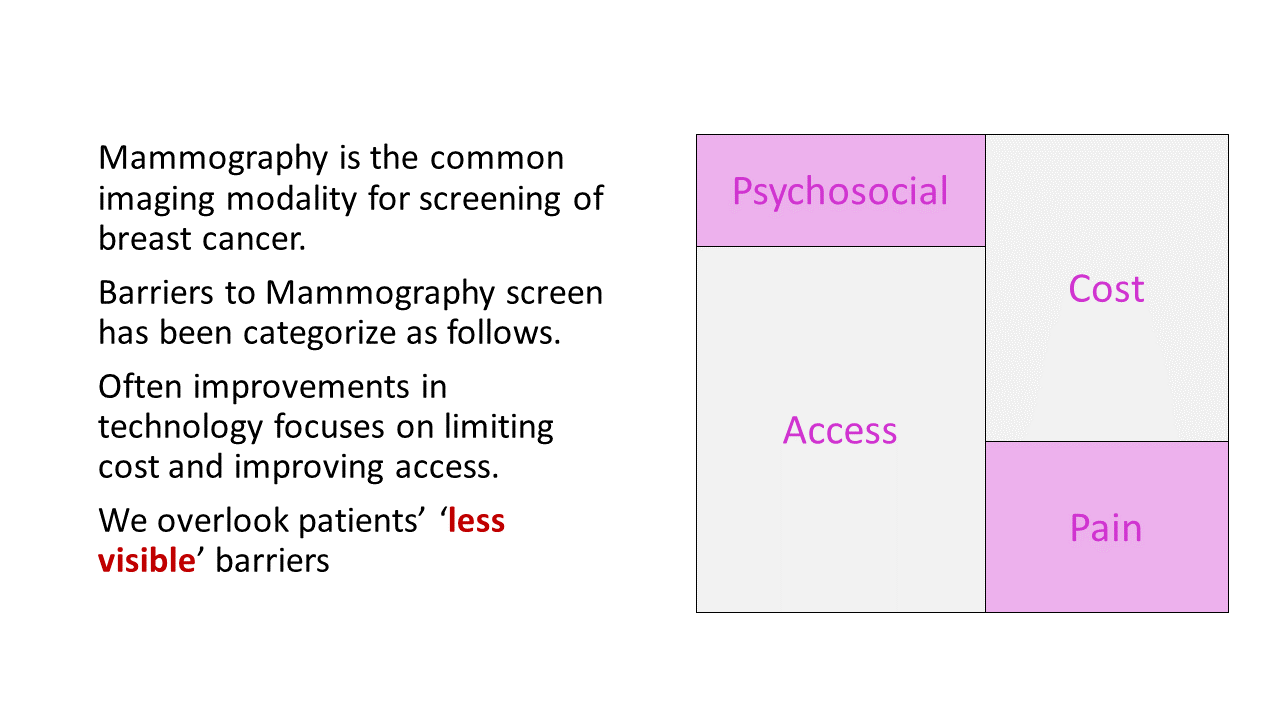 Mammography is the common
imaging modality for screening of
breast cancer.
Barriers to Mammography screen
has been categorize as follows.
Often improvements in
technology focuses on limiting
cost and improving access.
We overlook patients’ ‘less
visible’ barriers
Psychosocial
Cost
Access
Pain